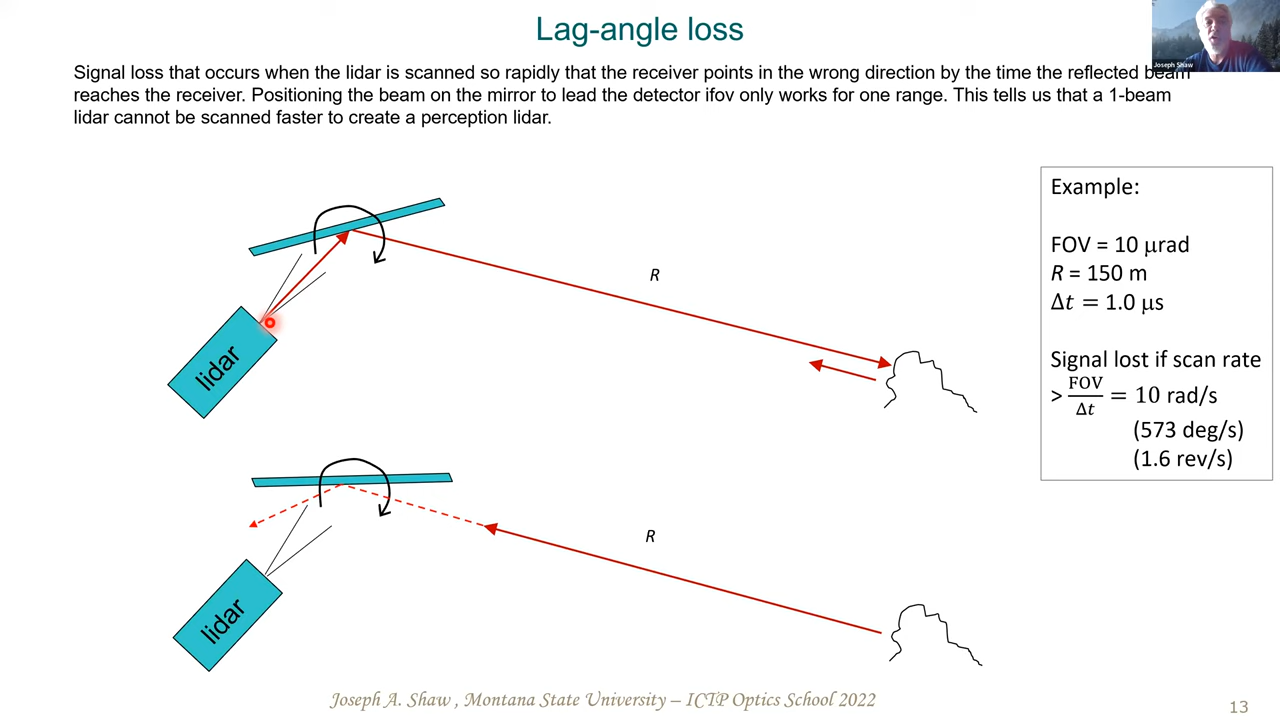 Lag-angle loss
Joseph Shaw
Signal loss that occurs when the lidar is scanned so rapidly that the receiver points in the wrong direction by the time the reflected beam
reaches the receiver. Positioning the beam on the mirror to lead the detector ifov only works for one range. This tells us that a 1-beam
lidar cannot be scanned faster to create a perception lidar.
R
lidar
Example:
FOV = 10 μrad
R = 150 m
Δt = 1.0 μs
Signal lost if scan rate
> FOV/Δt = 10 rad/s
(573 deg/s)
(1.6 rev/s)
R
lidar
Joseph A. Shaw , Montana State University – ICTP Optics School 2022
13